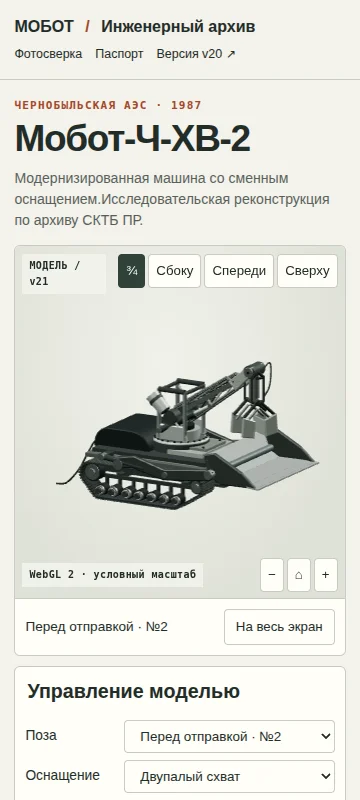 МОБОТ / Инженерный архив
Фотосверка Паспорт Версия v20 ↗
ЧЕРНОБЫЛЬСКАЯ АЭС · 1987
Мобот-Ч-ХВ-2
Модернизированная машина со сменным
оснащением.Исследовательская реконструкция
по архиву СКТБ ПР.
МОДЕЛЬ /
v21
¾ Сбоку Спереди Сверху
WebGL 2 · условный масштаб
− ⌂ +
Перед отправкой · №2 На весь экран
Управление моделью
Поза Перед отправкой · №2
Оснащение Двупалый схват